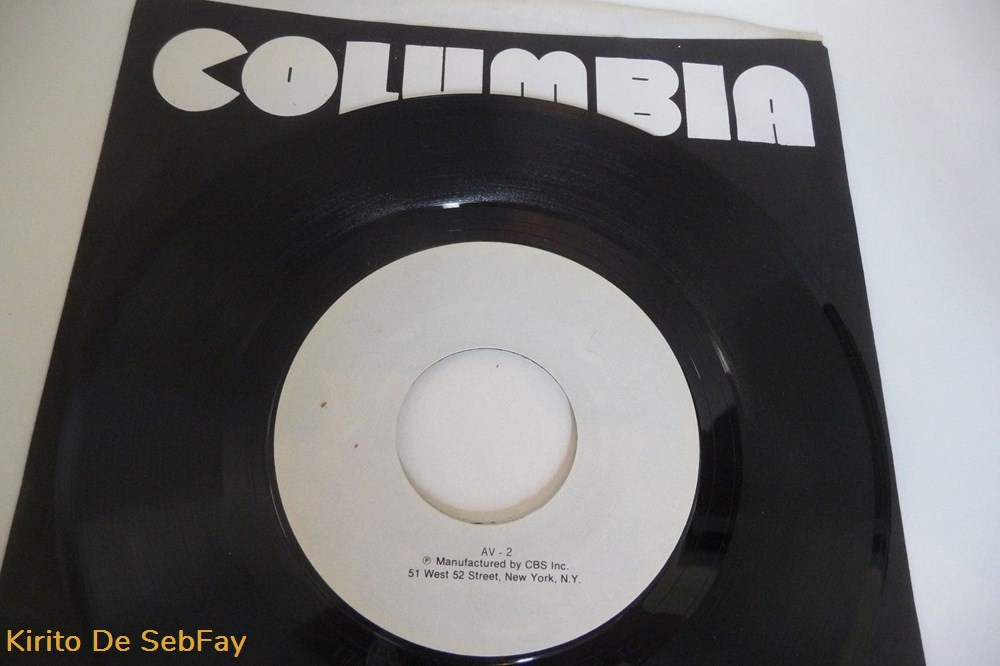 COLUMBIA
AV - 2
℗ Manufactured by CBS Inc.
51 West 52 Street, New York, N.Y.
Kirito De SebFay